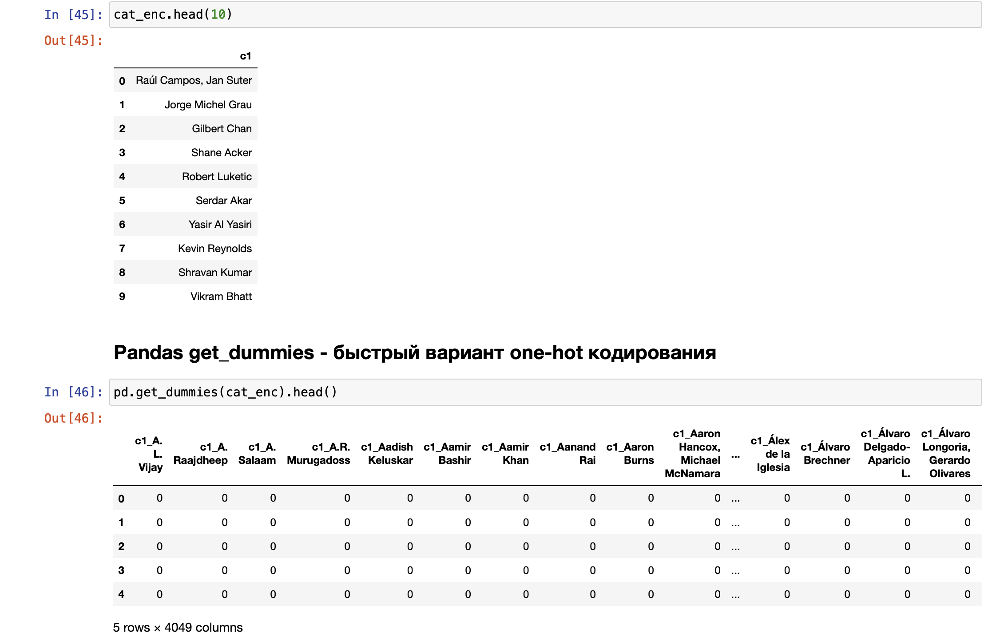 In [45]: cat_enc.head(10)
Out[45]:
c1
0 Raúl Campos, Jan Suter
1 Jorge Michel Grau
2 Gilbert Chan
3 Shane Acker
4 Robert Luketic
5 Serdar Akar
6 Yasir Al Yasiri
7 Kevin Reynolds
8 Shravan Kumar
9 Vikram Bhatt
Pandas get_dummies - быстрый вариант one-hot кодирования
In [46]: pd.get_dummies(cat_enc).head()
Out[46]:
c1_A. L. Vijay c1_A. Raajdheep c1_A. Salaam c1_A.R. Murugadoss c1_Aadish Keluskar c1_Aamir Bashir c1_Aamir Khan c1_Aanand Rai c1_Aaron Burns c1_Aaron Hancox, Michael McNamara ... c1_Álex de la Iglesia c1_Álvaro Brechner c1_Álvaro Delgado-Aparicio L. c1_Álvaro Longoria, Gerardo Olivares
0 0 0 0 0 0 0 0 0 0 0 ... 0 0 0 0
1 0 0 0 0 0 0 0 0 0 0 ... 0 0 0 0
2 0 0 0 0 0 0 0 0 0 0 ... 0 0 0 0
3 0 0 0 0 0 0 0 0 0 0 ... 0 0 0 0
4 0 0 0 0 0 0 0 0 0 0 ... 0 0 0 0
5 rows × 4049 columns